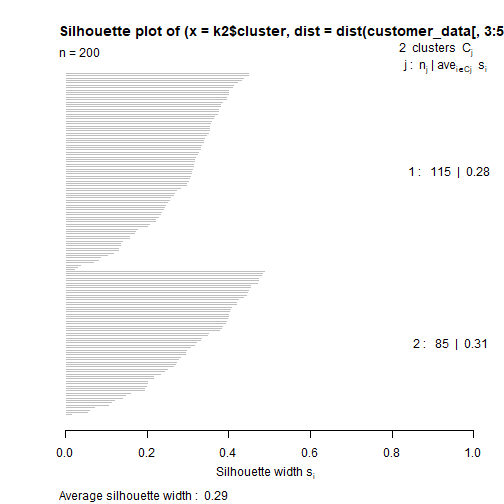 Silhouette plot of (x = k2$cluster, dist = dist(customer_data[, 3:5
n = 200
2 clusters Cj
j : nj | avei∈Cj si
1 : 115 | 0.28
2 : 85 | 0.31
0.0 0.2 0.4 0.6 0.8 1.0
Silhouette width si
Average silhouette width : 0.29